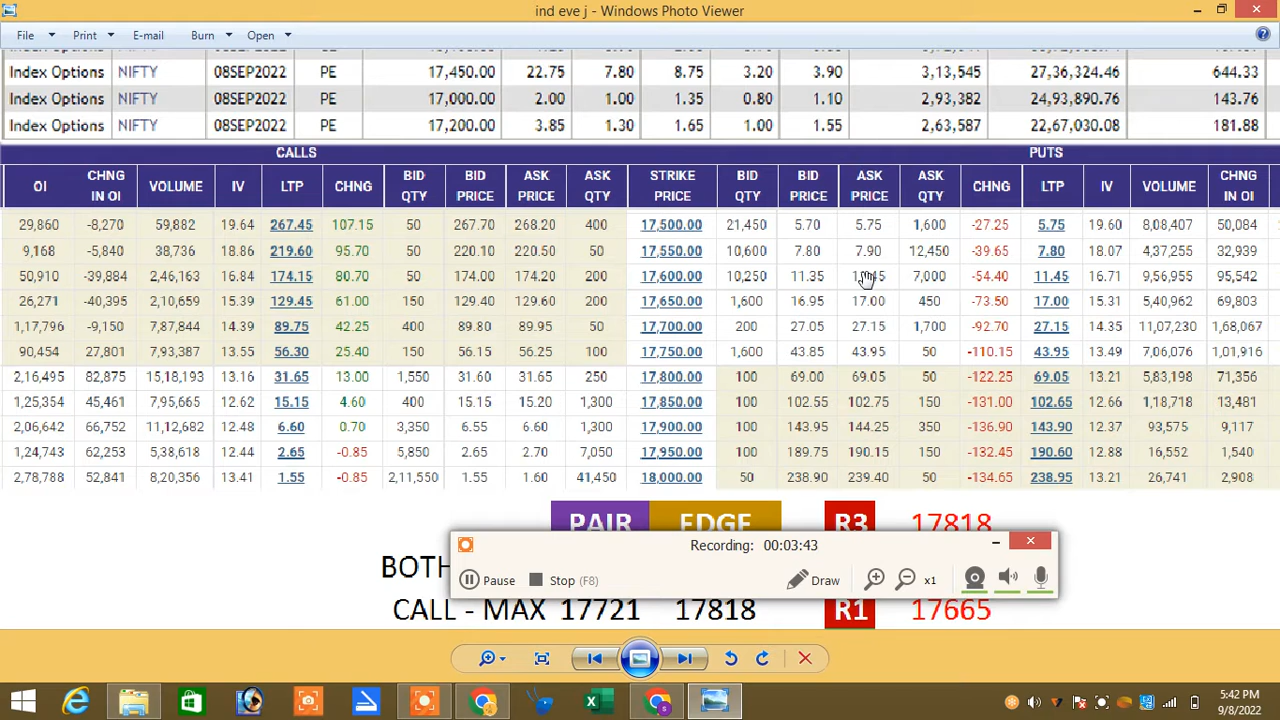 ind eve j - Windows Photo Viewer
File Print E-mail Burn Open
Index Options NIFTY 08SEP2022 PE 17,450.00 22.75 7.80 8.75 3.20 3.90 3,13,545 27,36,324.46 644.33
Index Options NIFTY 08SEP2022 PE 17,000.00 2.00 1.00 1.35 0.80 1.10 2,93,382 24,93,890.76 143.76
Index Options NIFTY 08SEP2022 PE 17,200.00 3.85 1.30 1.65 1.00 1.55 2,63,587 22,67,030.08 181.88
CALLS PUTS
OI CHNG IN OI VOLUME IV LTP CHNG BID QTY BID PRICE ASK PRICE ASK QTY STRIKE PRICE BID QTY BID PRICE ASK PRICE ASK QTY CHNG LTP IV VOLUME CHNG IN OI
29,860 -8,270 59,882 19.64 267.45 107.15 50 267.70 268.20 400 17,500.00 21,450 5.70 5.75 1,600 -27.25 5.75 19.60 8,08,407 50,084
9,168 -5,840 38,736 18.86 219.60 95.70 50 220.10 220.50 50 17,550.00 10,600 7.80 7.90 12,450 -39.65 7.80 18.07 4,37,255 32,939
50,910 -39,884 2,46,163 16.84 174.15 80.70 50 174.00 174.20 200 17,600.00 10,250 11.35 7,000 -54.40 11.45 16.71 9,56,955 95,542
26,271 -40,395 2,10,659 15.39 129.45 61.00 150 129.40 129.60 200 17,650.00 1,600 16.95 17.00 450 -73.50 17.00 15.31 5,40,962 69,803
1,17,796 -9,150 7,87,844 14.39 89.75 42.25 400 89.80 89.95 50 17,700.00 200 27.05 27.15 1,700 -92.70 27.15 14.35 11,07,230 1,68,067
90,454 27,801 7,93,387 13.55 56.30 25.40 150 56.15 56.25 100 17,750.00 1,600 43.85 43.95 50 -110.15 43.95 13.49 7,06,076 1,01,916
2,16,495 82,875 15,18,193 13.16 31.65 13.00 1,550 31.60 31.65 250 17,800.00 100 69.00 69.05 50 -122.25 69.05 13.21 5,83,198 71,356
1,25,354 45,461 7,95,665 12.62 15.15 4.60 400 15.15 15.20 1,300 17,850.00 100 102.55 102.75 150 -131.00 102.65 12.66 1,18,718 13,481
2,06,642 66,752 11,12,682 12.48 6.60 0.70 3,350 6.55 6.60 1,300 17,900.00 100 143.95 144.25 350 -136.90 143.90 12.37 93,575 9,117
1,24,743 62,253 5,38,618 12.44 2.65 -0.85 5,850 2.65 2.70 7,050 17,950.00 100 189.75 190.15 150 -132.45 190.60 12.88 16,552 1,540
2,78,788 52,841 8,20,356 13.41 1.55 -0.85 2,11,550 1.55 1.60 41,450 18,000.00 50 238.90 239.40 50 -134.65 238.95 13.21 26,741 2,908
PAIR EDGE R3 17818
Recording: 00:03:43
BOTH
Pause Stop (F8) Draw x1
CALL - MAX 17721 17818 R1 17665
5:42 PM
9/8/2022